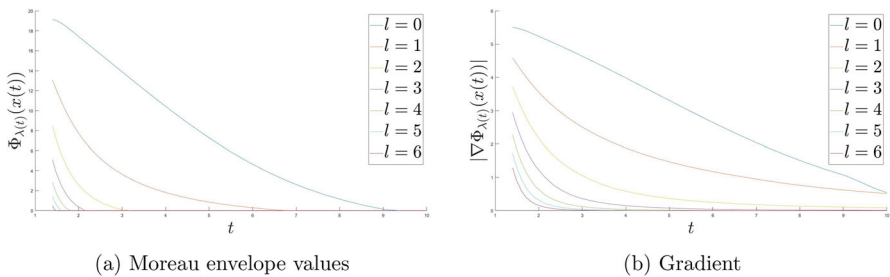 20
18
16
14
12
10
8
6
4
2
0
Φλ(t)(x(t))
1 2 3 4 5 6 7 8 9 10
t
l = 0
l = 1
l = 2
l = 3
l = 4
l = 5
l = 6
(a) Moreau envelope values
6
5
4
3
2
1
0
|∇Φλ(t)(x(t))|
1 2 3 4 5 6 7 8 9 10
t
l = 0
l = 1
l = 2
l = 3
l = 4
l = 5
l = 6
(b) Gradient